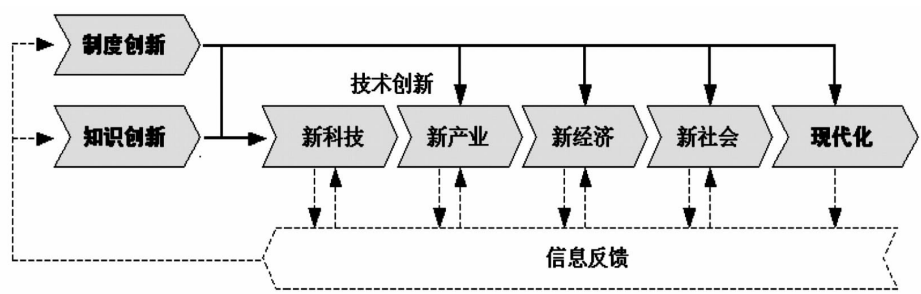 制度创新
技术创新
知识创新
新科技
新产业
新经济
新社会
现代化
信息反馈